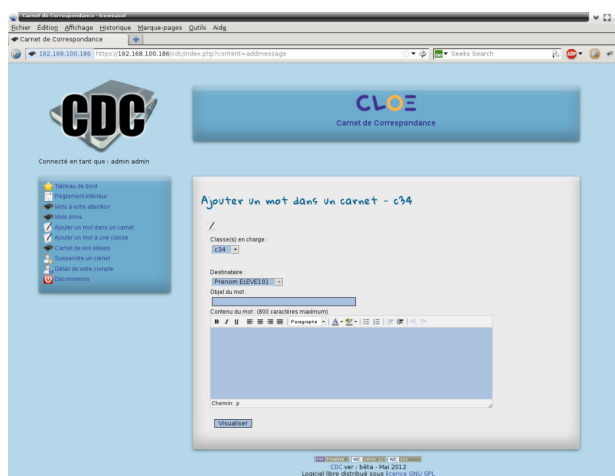 Carnet de Correspondance - Iceweasel
Echier Édition Affichage Historique Marque-pages Outils Aide
Carnet de Correspondance
192.168.100.186 https://192.168.100.186/cdc/index.php?content=addmessage
Seeks Search
ABP
CDC
CLOE
Carnet de Correspondance
Connecté en tant que : admin admin
Tableau de bord
Règlement intérieur
Mots à votre attention
Mots émis
Ajouter un mot dans un carnet
Ajouter un mot à une classe
Carnet de vos élèves
Suspendre un carnet
Détail de votre compte
Déconnexion
Ajouter un mot dans un carnet - c34
Classe(s) en charge :
c34
Destinataire :
Prenom ELEVE101
Objet du mot :
Contenu du mot : (800 caractères maximum)
B I U Paragraphe A
Chemin: p
Visualiser
CDC ver : bêta - Mai 2012
Logiciel libre distribué sous licence GNU GPL